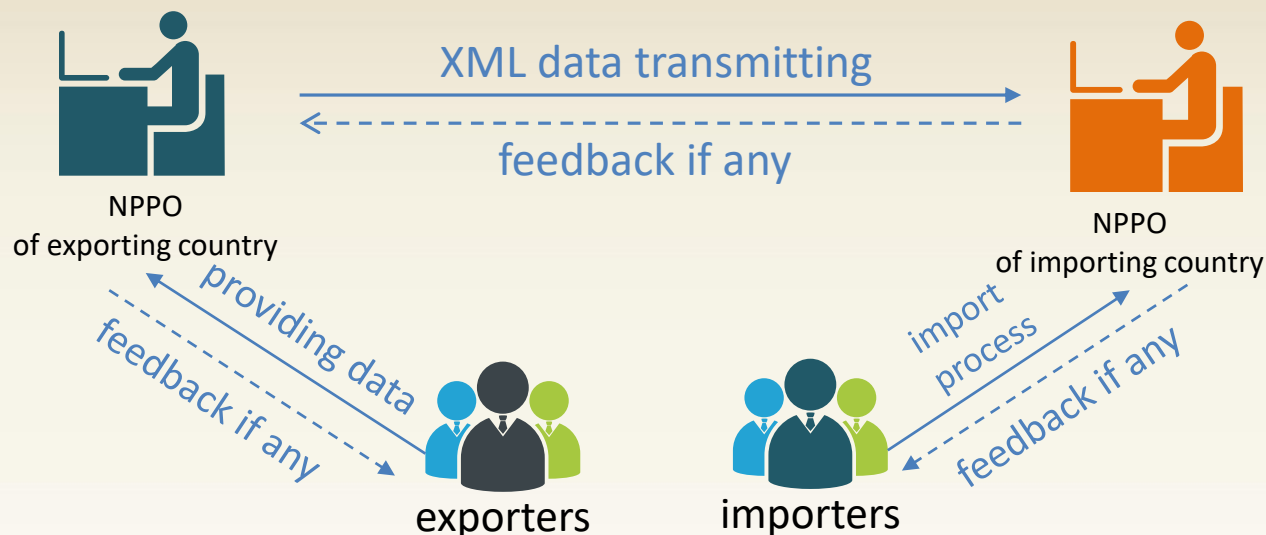 XML data transmitting
feedback if any
NPPO
of exporting country
NPPO
of importing country
providing data
feedback if any
import
process
feedback if any
exporters
importers